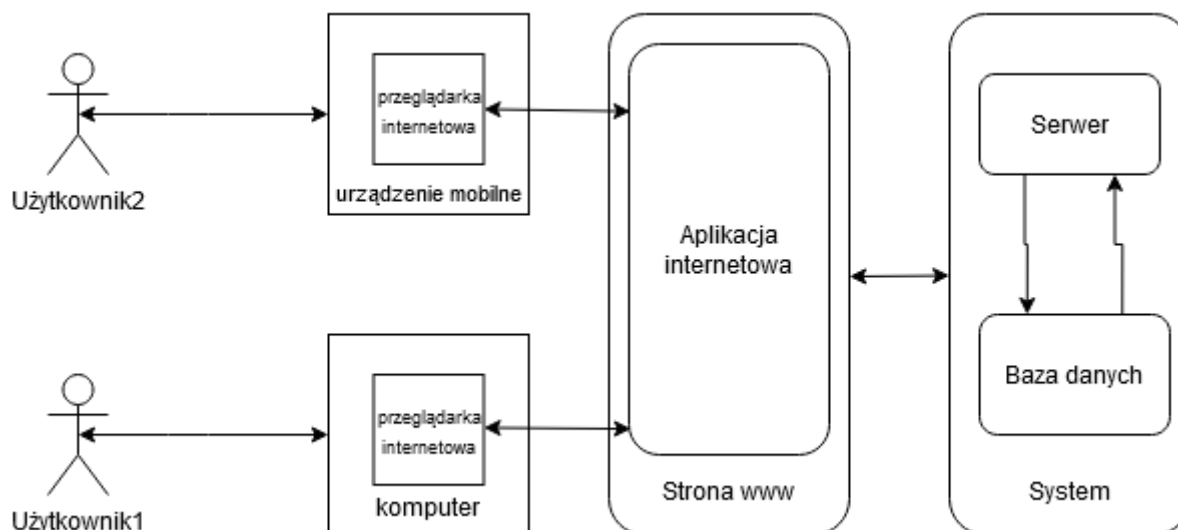 przeglądarka
internetowa
urządzenie mobilne
Użytkownik2
Aplikacja
internetowa
Serwer
Baza danych
przeglądarka
internetowa
komputer
Użytkownik1
Strona www
System